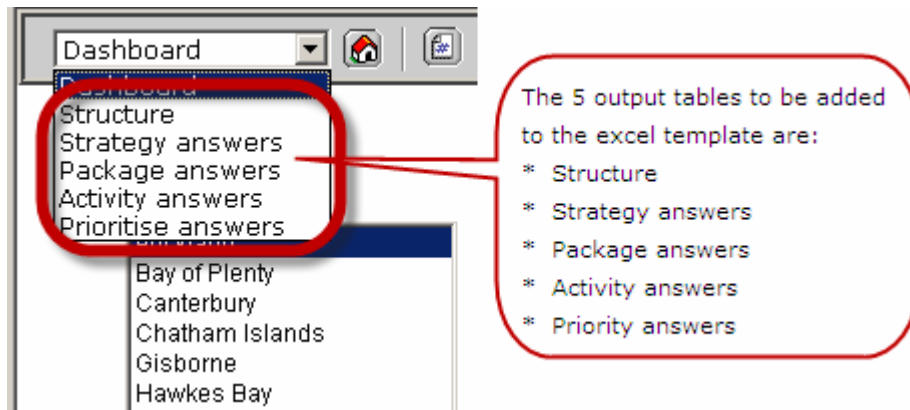 Dashboard
Dashboard
Structure
Strategy answers
Package answers
Activity answers
Prioritise answers
Auckland
Bay of Plenty
Canterbury
Chatham Islands
Gisborne
Hawkes Bay
The 5 output tables to be added
to the excel template are:
* Structure
* Strategy answers
* Package answers
* Activity answers
* Priority answers